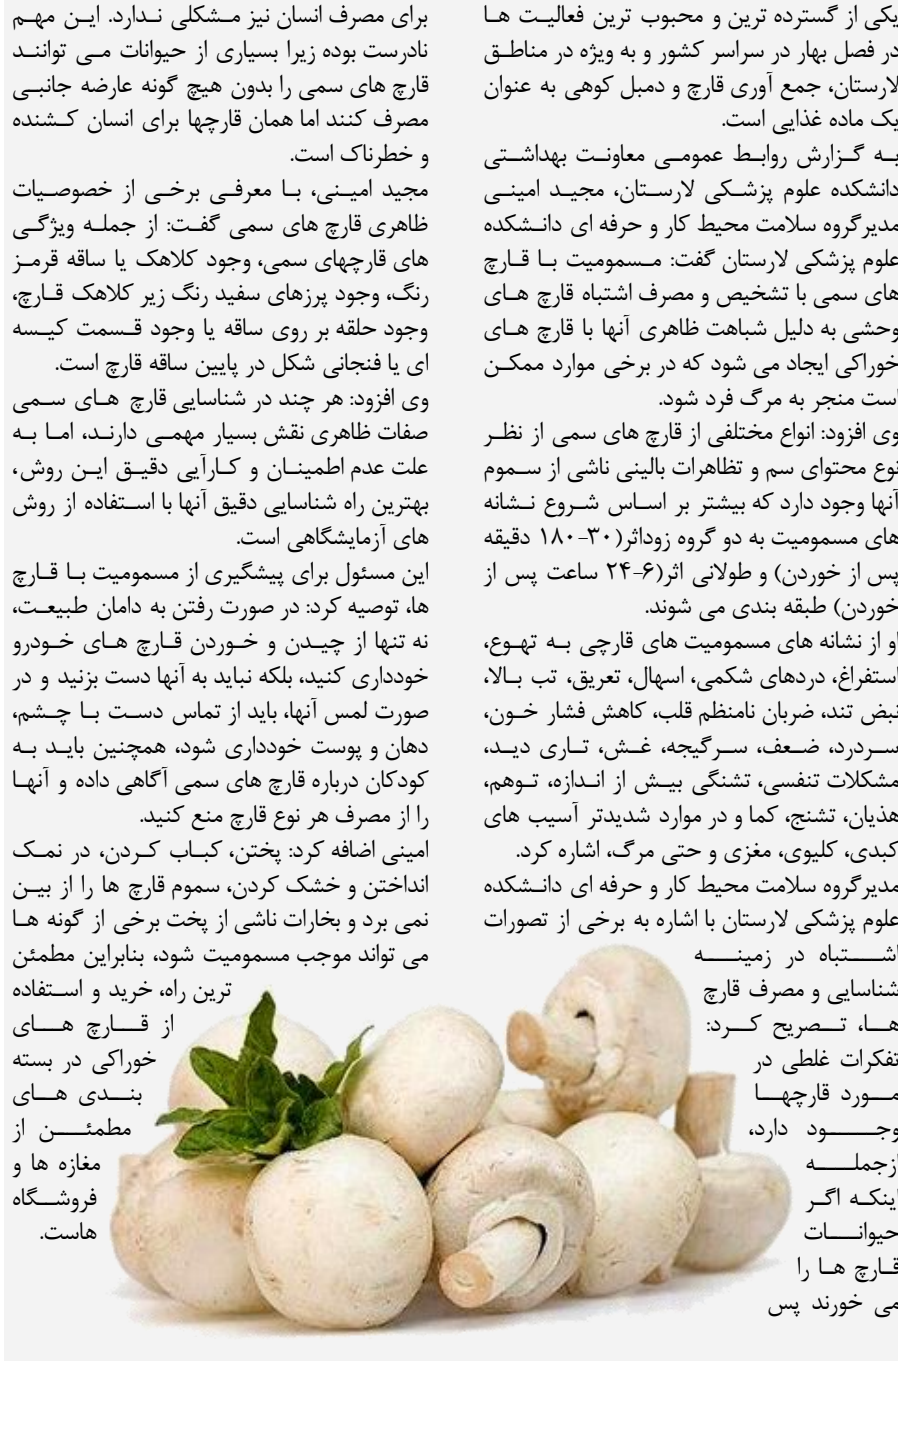 یکی از گسترده ترین و محبوب ترین فعالیت ها
در فصل بهار در سراسر کشور و به ویژه در مناطق
لارستان، جمع آوری قارچ و دمبل کوهی به عنوان
یک ماده غذایی است.
به گزارش روابط عمومی معاونت بهداشتی
دانشکده علوم پزشکی لارستان، مجید امینی
مدیرگروه سلامت محیط کار و حرفه ای دانشکده
علوم پزشکی لارستان گفت: مسمومیت با قارچ
های سمی با تشخیص و مصرف اشتباه قارچ های
وحشی به دلیل شباهت ظاهری آنها با قارچ های
خوراکی ایجاد می شود که در برخی موارد ممکن
است منجر به مرگ فرد شود.
وی افزود: انواع مختلفی از قارچ های سمی از نظر
نوع محتوای سم و تظاهرات بالینی ناشی از سموم
آنها وجود دارد که بیشتر بر اساس شروع نشانه
های مسمومیت به دو گروه زوداثر(۳۰-۱۸۰ دقیقه
پس از خوردن) و طولانی اثر(۶-۲۴ ساعت پس از
خوردن) طبقه بندی می شوند.
او از نشانه های مسمومیت های قارچی به تهوع،
استفراغ، دردهای شکمی، اسهال، تعریق، تب بالا،
نبض تند، ضربان نامنظم قلب، کاهش فشار خون،
سردرد، ضعف، سرگیجه، غش، تاری دید،
مشکلات تنفسی، تشنگی بیش از اندازه، توهم،
هذیان، تشنج، کما و در موارد شدیدتر آسیب های
کبدی، کلیوی، مغزی و حتی مرگ، اشاره کرد.
مدیرگروه سلامت محیط کار و حرفه ای دانشکده
علوم پزشکی لارستان با اشاره به برخی از تصورات
اشتباه در زمینه
شناسایی و مصرف قارچ
ها، تصریح کرد:
تفکرات غلطی در
مورد قارچها
وجود دارد،
ازجمله
اینکه اگر
حیوانات
قارچ ها را
می خورند پس
برای مصرف انسان نیز مشکلی ندارد. این مهم
نادرست بوده زیرا بسیاری از حیوانات می توانند
قارچ های سمی را بدون هیچ گونه عارضه جانبی
مصرف کنند اما همان قارچها برای انسان کشنده
و خطرناک است.
مجید امینی، با معرفی برخی از خصوصیات
ظاهری قارچ های سمی گفت: از جمله ویژگی
های قارچهای سمی، وجود کلاهک یا ساقه قرمز
رنگ، وجود پرزهای سفید رنگ زیر کلاهک قارچ،
وجود حلقه بر روی ساقه یا وجود قسمت کیسه
ای یا فنجانی شکل در پایین ساقه قارچ است.
وی افزود: هر چند در شناسایی قارچ های سمی
صفات ظاهری نقش بسیار مهمی دارند، اما به
علت عدم اطمینان و کارآیی دقیق این روش،
بهترین راه شناسایی دقیق آنها با استفاده از روش
های آزمایشگاهی است.
این مسئول برای پیشگیری از مسمومیت با قارچ
ها، توصیه کرد: در صورت رفتن به دامان طبیعت،
نه تنها از چیدن و خوردن قارچ های خودرو
خودداری کنید، بلکه نباید به آنها دست بزنید و در
صورت لمس آنها، باید از تماس دست با چشم،
دهان و پوست خودداری شود، همچنین باید به
کودکان درباره قارچ های سمی آگاهی داده و آنها
را از مصرف هر نوع قارچ منع کنید.
امینی اضافه کرد: پختن، کباب کردن، در نمک
انداختن و خشک کردن، سموم قارچ ها را از بین
نمی برد و بخارات ناشی از پخت برخی از گونه ها
می تواند موجب مسمومیت شود، بنابراین مطمئن
ترین راه، خرید و استفاده
از قارچ های
خوراکی در بسته
بندی های
مطمئن از
مغازه ها و
فروشگاه
هاست.